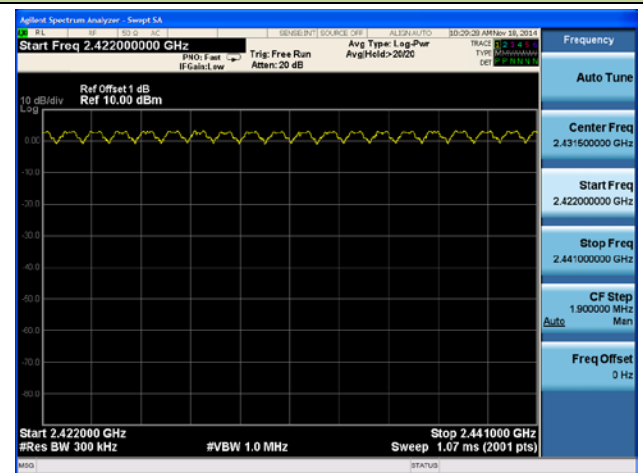 Agilent Spectrum Analyzer - Swept SA
RL RF 50 Ω AC SENSE:INT SOURCE OFF ALIGN AUTO 10:29:28 AM Nov 18, 2014
Start Freq 2.422000000 GHz
PNO: Fast
IFGain:Low
Trig: Free Run
Atten: 20 dB
Avg Type: Log-Pwr
Avg|Hold:>20/20
TRACE 1 2 3 4 5 6
TYPE MWWWWW
DET P P N N N N
Ref Offset 1 dB
10 dB/div Ref 10.00 dBm
Log
0.00
-10.0
-20.0
-30.0
-40.0
-50.0
-60.0
-70.0
-80.0
Start 2.422000 GHz Stop 2.441000 GHz
#Res BW 300 kHz #VBW 1.0 MHz Sweep 1.07 ms (2001 pts)
MSG STATUS
Frequency
Auto Tune
Center Freq
2.431500000 GHz
Start Freq
2.422000000 GHz
Stop Freq
2.441000000 GHz
CF Step
1.900000 MHz
Auto Man
Freq Offset
0 Hz